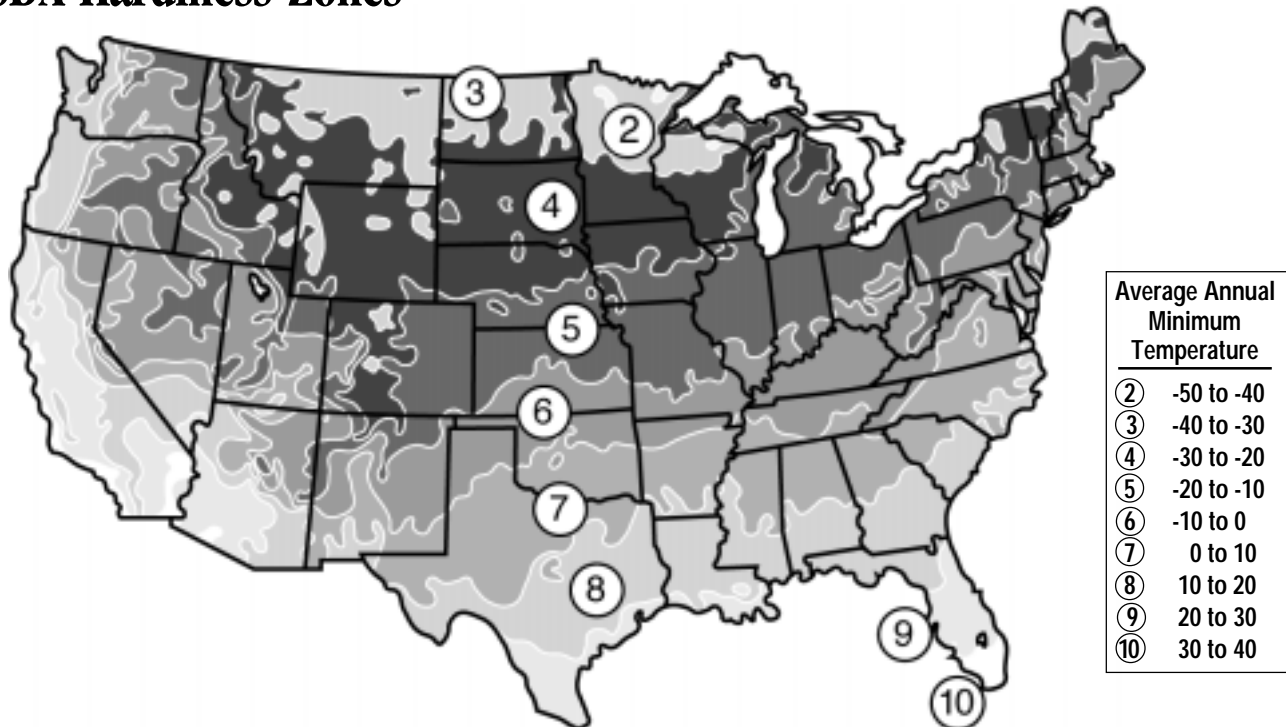 Hardiness Zones
3
2
4
5
6
7
8
9
10
Average Annual
Minimum
Temperature
2 -50 to -40
3 -40 to -30
4 -30 to -20
5 -20 to -10
6 -10 to 0
7 0 to 10
8 10 to 20
9 20 to 30
10 30 to 40